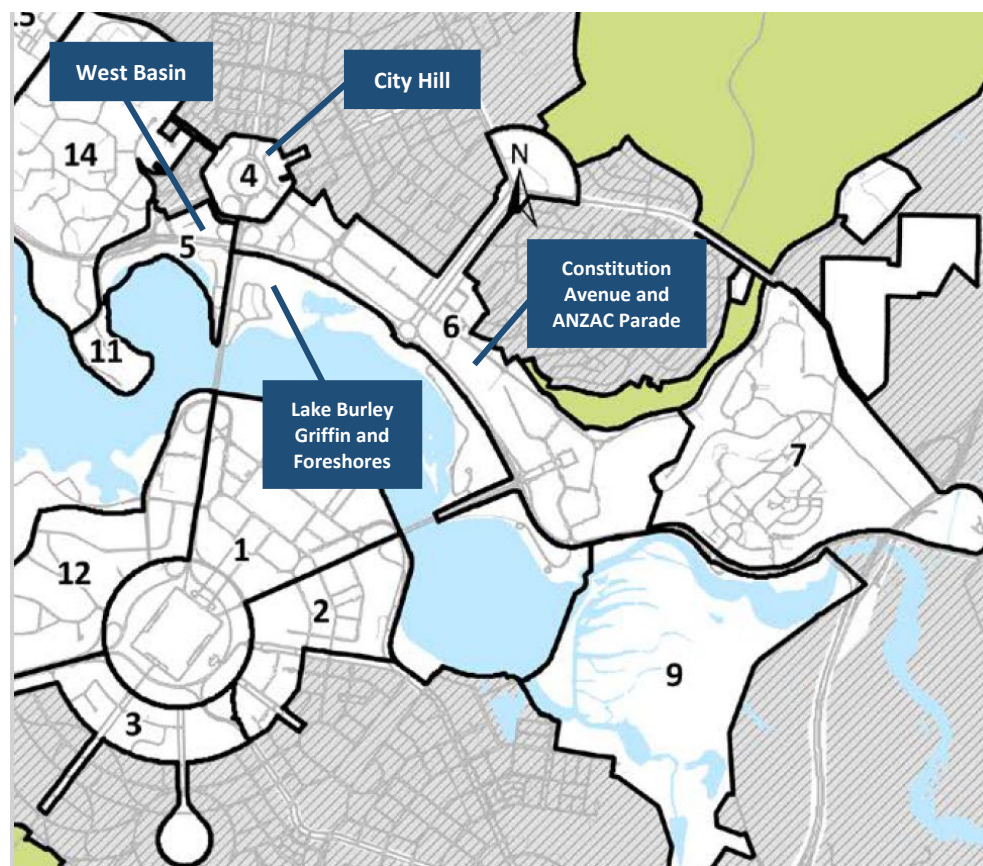 15
West Basin
City Hill
14
4
N
5
Constitution
Avenue and
ANZAC Parade
6
11
Lake Burley
Griffin and
Foreshores
7
1
12
2
9
3